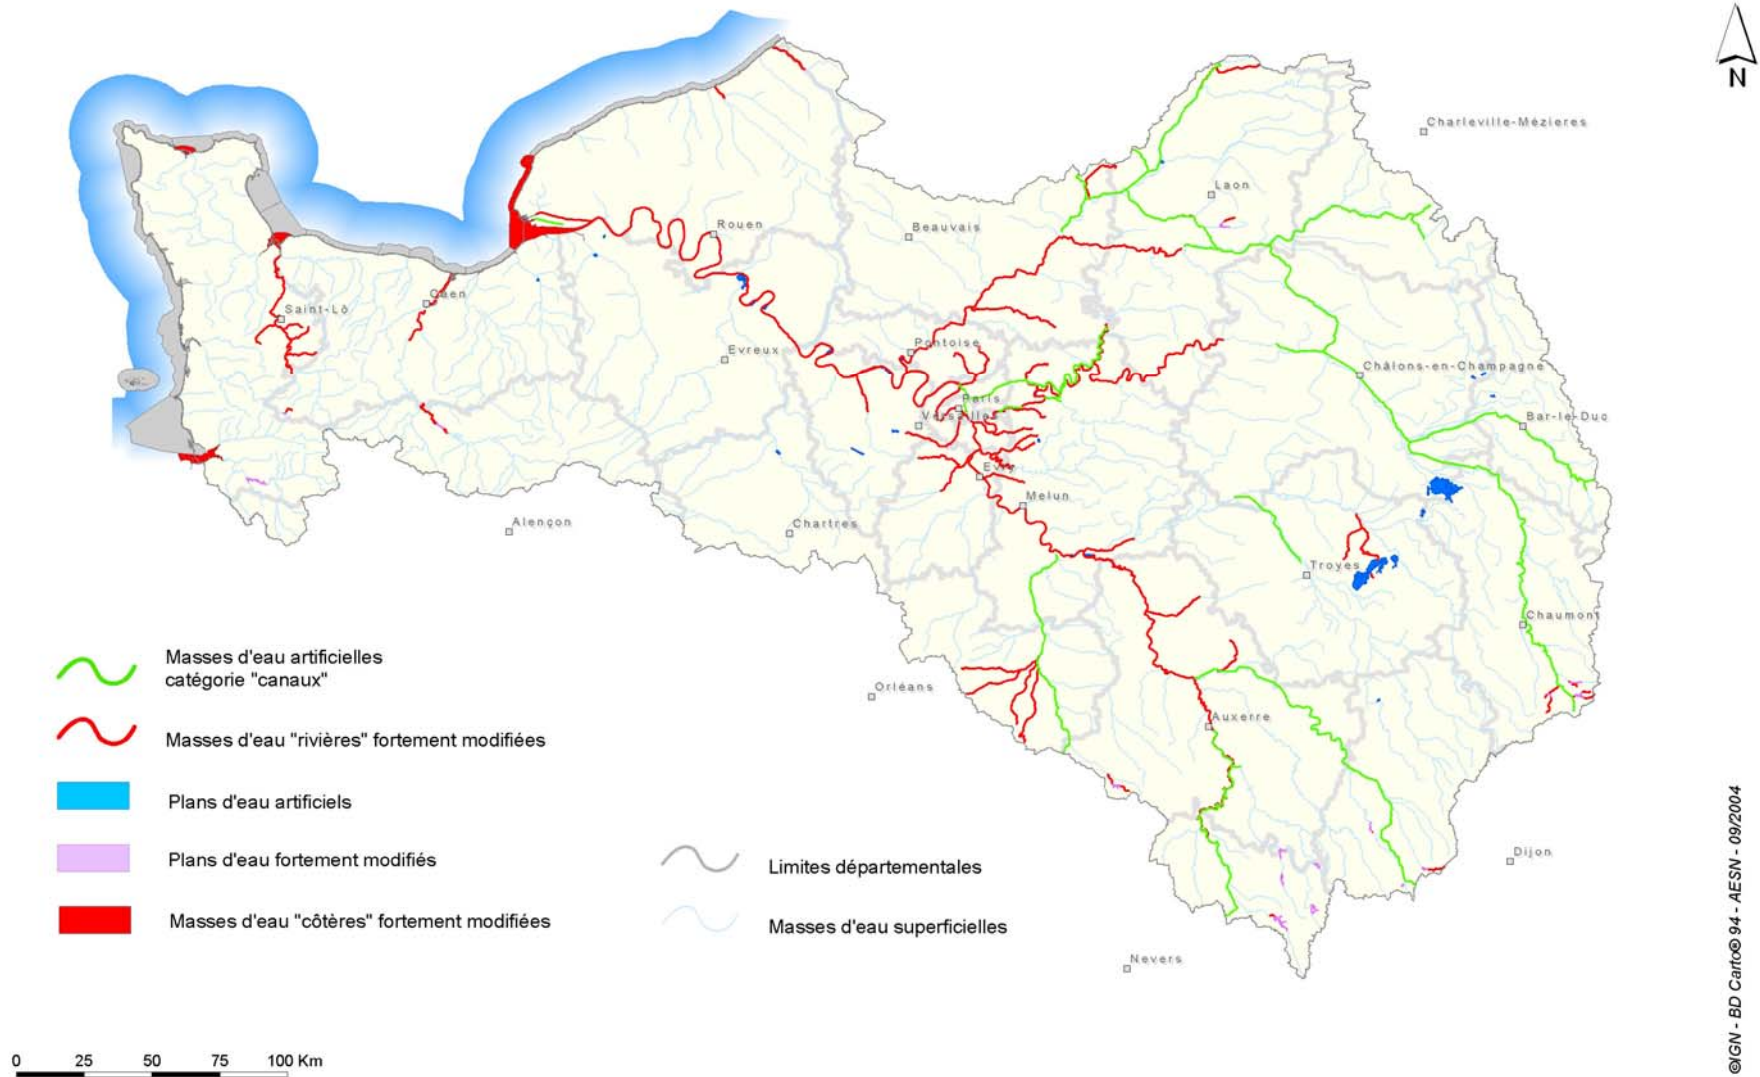 N
Charleville-Mézieres
Laon
Rouen
Beauvais
Caen
Saint-Lô
Evreux
Pontoise
Châlons-en-Champagne
Paris
Versailles
Bar-le-Duc
Evry
Melun
Alençon
Chartres
Troyes
Chaumont
Orléans
Auxerre
Dijon
Nevers
Masses d'eau artificielles
catégorie "canaux"
Masses d'eau "rivières" fortement modifiées
Plans d'eau artificiels
Plans d'eau fortement modifiés
Masses d'eau "côtères" fortement modifiées
Limites départementales
Masses d'eau superficielles
0 25 50 75 100 Km
©IGN - BD Carto® 94 - AESN - 09/2004